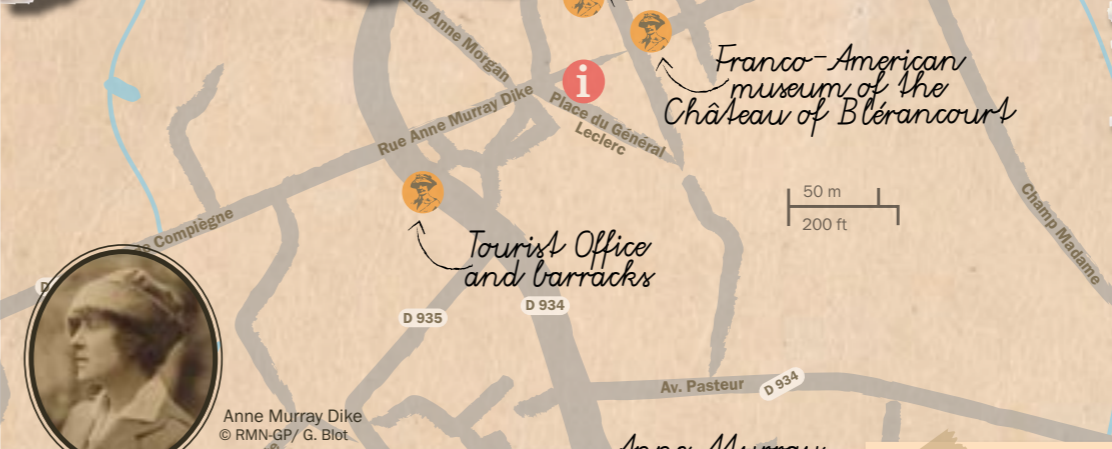 Rue Anne Morgan
Franco-American
museum of the
Château of Blérancourt
i
Rue Anne Murray Dike
Place du Général
Leclerc
50 m
200 ft
Champ Madame
Compiègne
Tourist Office
and barracks
D 935
D 934
Av. Pasteur
D 934
Anne Murray Dike
© RMN-GP/ G. Blot
Anne Murray